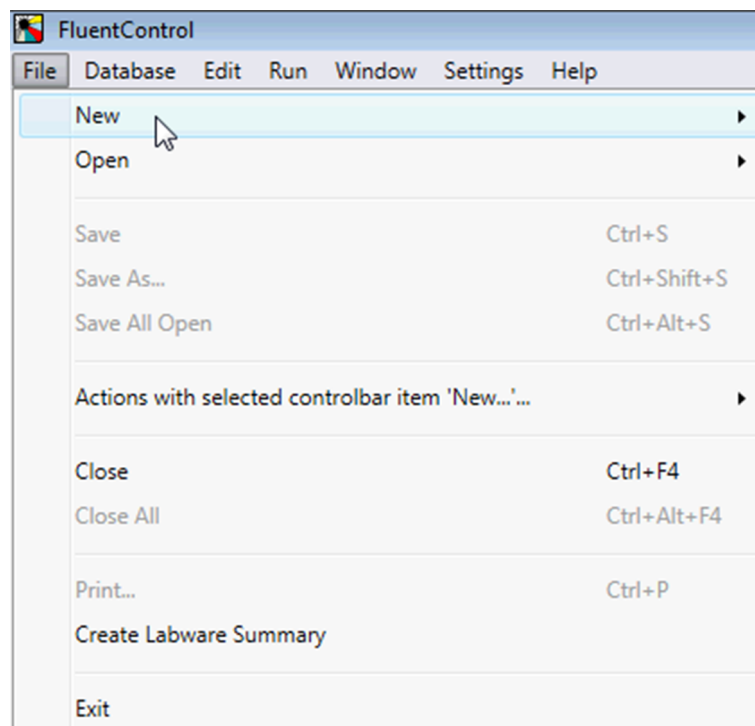 FluentControl
File Database Edit Run Window Settings Help
New
Open
Save Ctrl+S
Save As... Ctrl+Shift+S
Save All Open Ctrl+Alt+S
Actions with selected controlbar item 'New...'...
Close Ctrl+F4
Close All Ctrl+Alt+F4
Print... Ctrl+P
Create Labware Summary
Exit